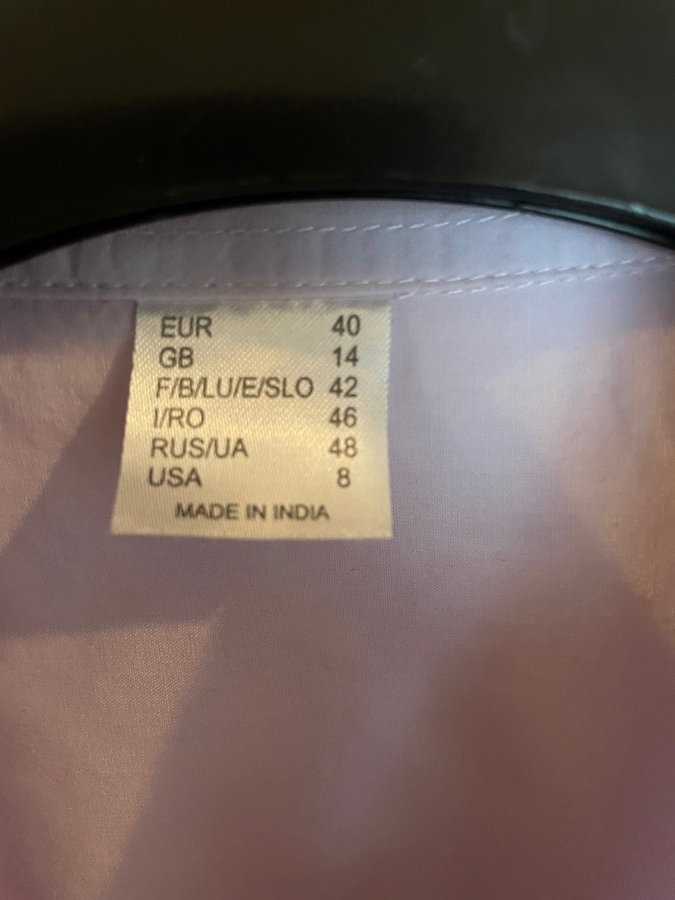 EUR 40
GB 14
F/B/LU/E/SLO 42
I/RO 46
RUS/UA 48
USA 8
MADE IN INDIA